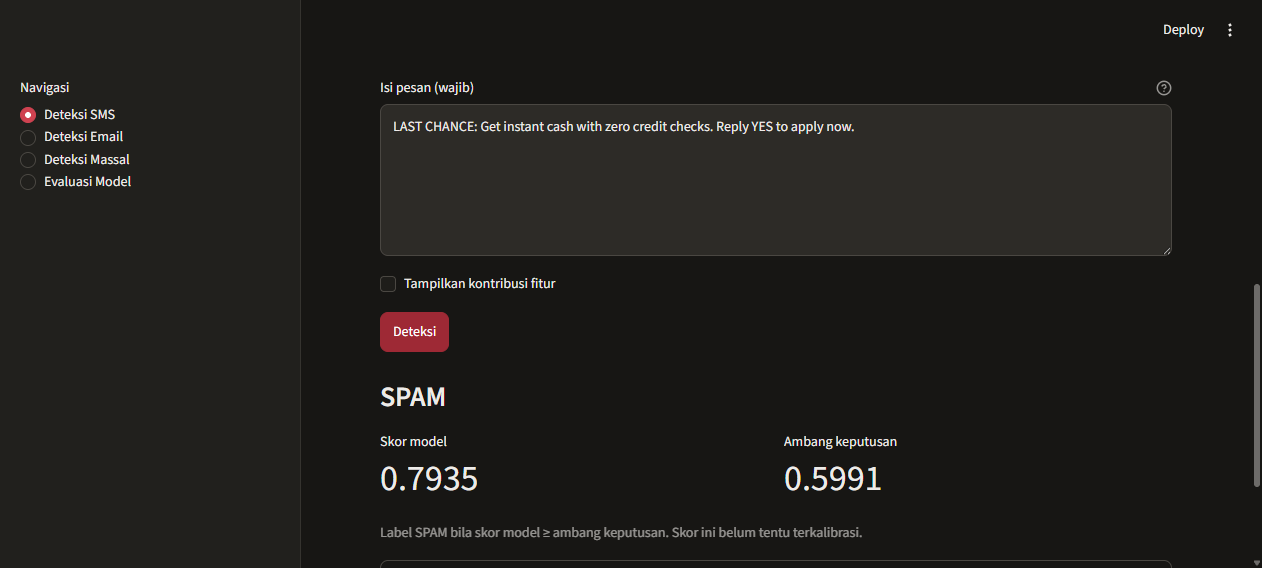 Deploy
Navigasi
Deteksi SMS
Deteksi Email
Deteksi Massal
Evaluasi Model
Isi pesan (wajib)
LAST CHANCE: Get instant cash with zero credit checks. Reply YES to apply now.
Tampilkan kontribusi fitur
Deteksi
SPAM
Skor model
0.7935
Ambang keputusan
0.5991
Label SPAM bila skor model ≥ ambang keputusan. Skor ini belum tentu terkalibrasi.